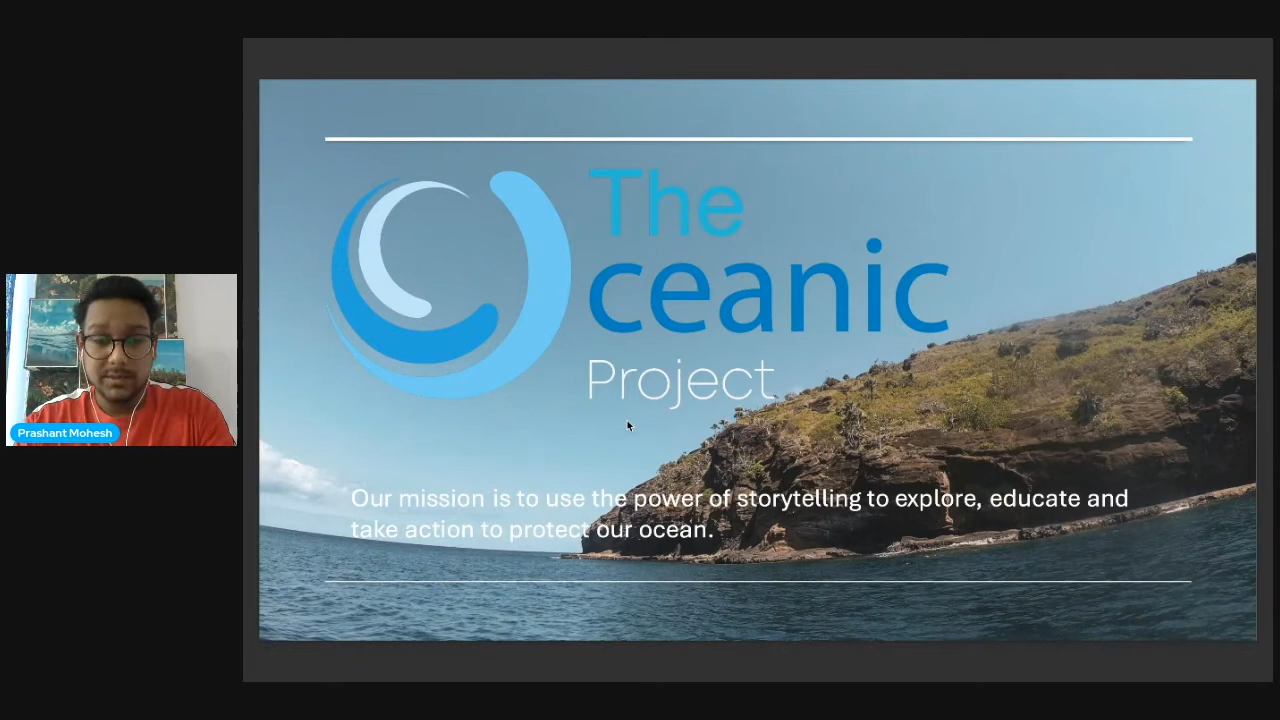 The
ceanic
Project
Our mission is to use the power of storytelling to explore, educate and
take action to protect our ocean.
Prashant Mohesh